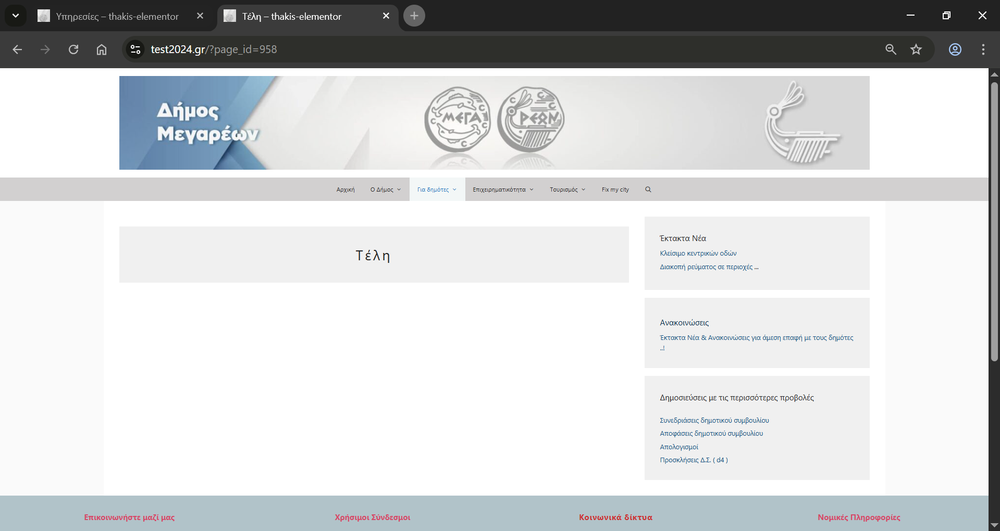 Υπηρεσίες – thakis-elementor
Τέλη – thakis-elementor
test2024.gr/?page_id=958
Δήμος
Μεγαρέων
ΜΕΓΑ
ΡΕΩΝ
Αρχική
Ο Δήμος
Για δημότες
Επιχειρηματικότητα
Τουρισμός
Fix my city
Τέλη
Έκτακτα Νέα
Κλείσιμο κεντρικών οδών
Διακοπή ρεύματος σε περιοχές ...
Ανακοινώσεις
Έκτακτα Νέα & Ανακοινώσεις για άμεση επαφή με τους δημότες
..!
Δημοσιεύσεις με τις περισσότερες προβολές
Συνεδριάσεις δημοτικού συμβουλίου
Αποφάσεις δημοτικού συμβουλίου
Απολογισμοί
Προσκλήσεις Δ.Σ. ( d4 )
Επικοινωνήστε μαζί μας
Χρήσιμοι Σύνδεσμοι
Κοινωνικά δίκτυα
Νομικές Πληροφορίες